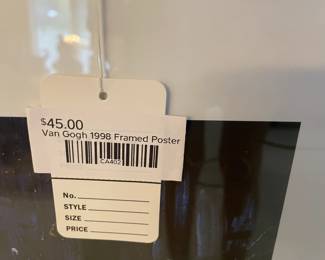 $45.00
Van Gogh 1998 Framed Poster
CA402
No.
STYLE
SIZE
PRICE